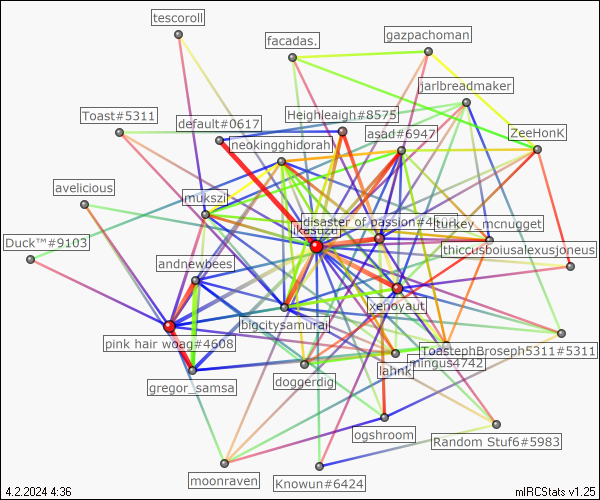 tescoroll
gazpachoman
facadas.
jarlbreadmaker
Toast#5311
Heighleaigh#8575
default#0617
asad#6947
ZeeHonK
neokingghidorah
avelicious
mukszi
disaster of passion#4
turkey_mcnugget
Duck™#9103
thiccusboiusalexusjoneus
andnewbees
xenoyaut
bigcitysamurai
pink hair woag#4608
ToastephBroseph5311#5311
mingus4742
lahnk
gregor_samsa
doggerdig
ogshroom
Random Stuf6#5983
moonraven
Knowun#6424
4.2.2024 4:36
mIRCStats v1.25